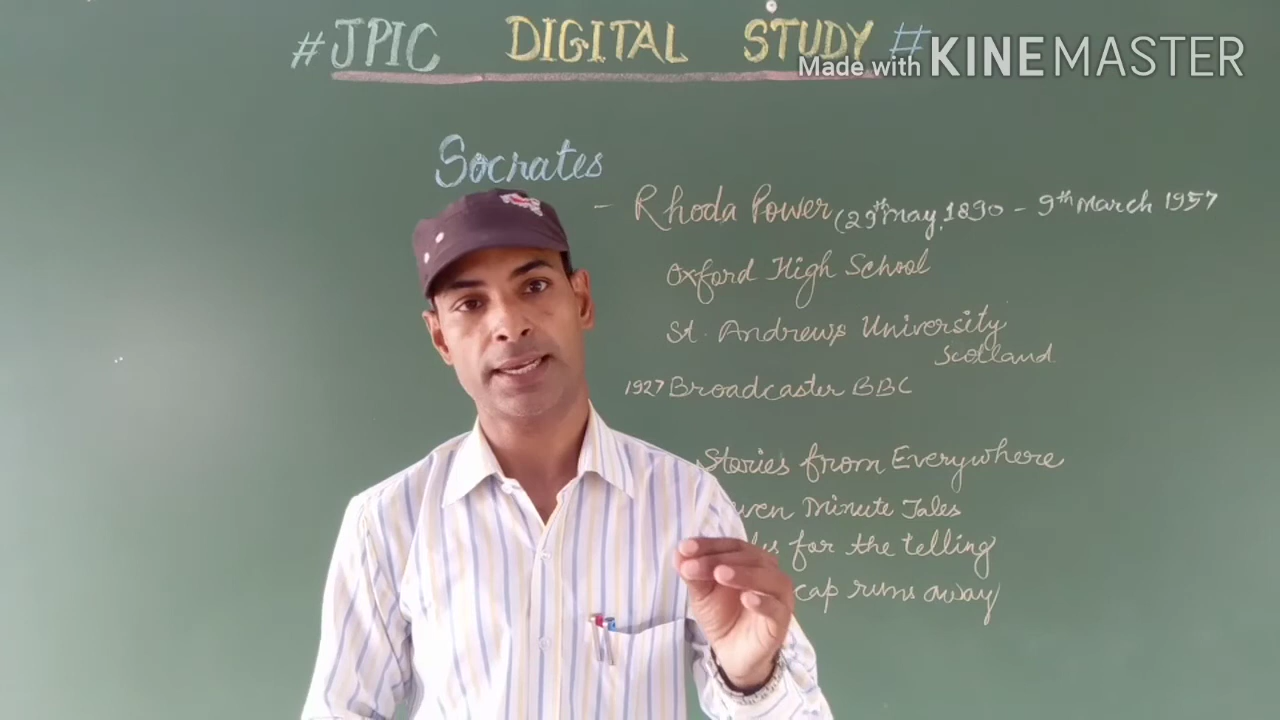 #JPIC DIGITAL STUDY #
Made with KINEMASTER
Socrates
- Rhoda Power (29th May, 1890 - 9th March 1957
Oxford High School
St. Andrews University
Scotland
1927 Broadcaster BBC
Stories from Everywhere
Minute Tales
for the telling
cap runs away